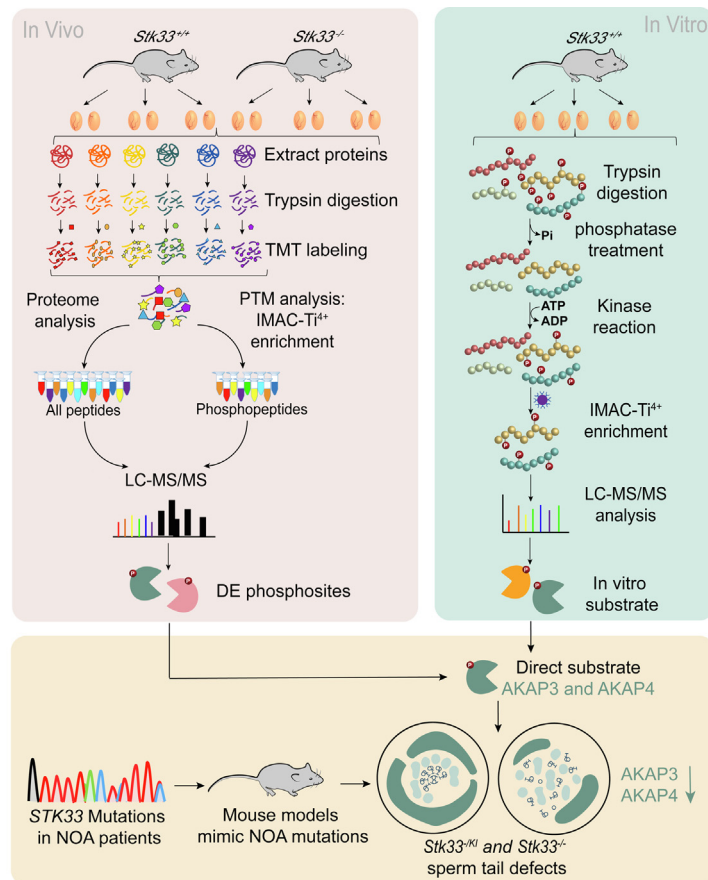 In Vivo
Stk33+/+
Stk33-/-
Extract proteins
Trypsin digestion
TMT labeling
Proteome
analysis
PTM analysis:
IMAC-Ti4+
enrichment
All peptides
Phosphopeptides
LC-MS/MS
P
P
DE phosphosites
In Vitro
Stk33+/+
P
P
P
P
P
P
P
P
Trypsin
digestion
Pi
phosphatase
treatment
ATP
ADP
Kinase
reaction
P
P
P
IMAC-Ti4+
enrichment
P
P
P
LC-MS/MS
analysis
P
P
In vitro
substrate
P
Direct substrate
AKAP3 and AKAP4
STK33 Mutations
in NOA patients
Mouse models
mimic NOA mutations
AKAP3
AKAP4
Stk33-/KI and Stk33-/-
sperm tail defects